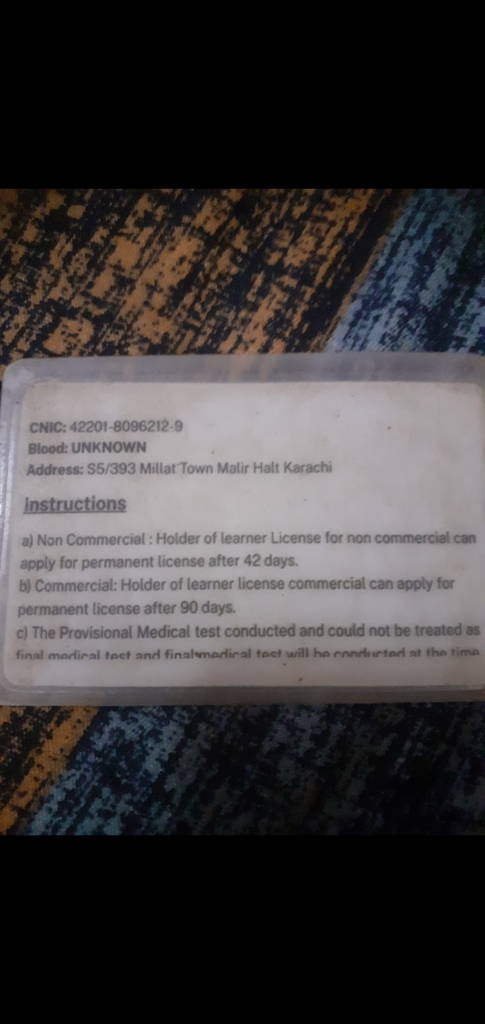 CNIC: 42201-8096212-9
Blood: UNKNOWN
Address: S5/393 Millat Town Malir Halt Karachi
Instructions
a) Non Commercial : Holder of learner License for non commercial can
apply for permanent license after 42 days.
b) Commercial: Holder of learner license commercial can apply for
permanent license after 90 days.
c) The Provisional Medical test conducted and could not be treated as
final medical test and final medical test will be conducted at the time